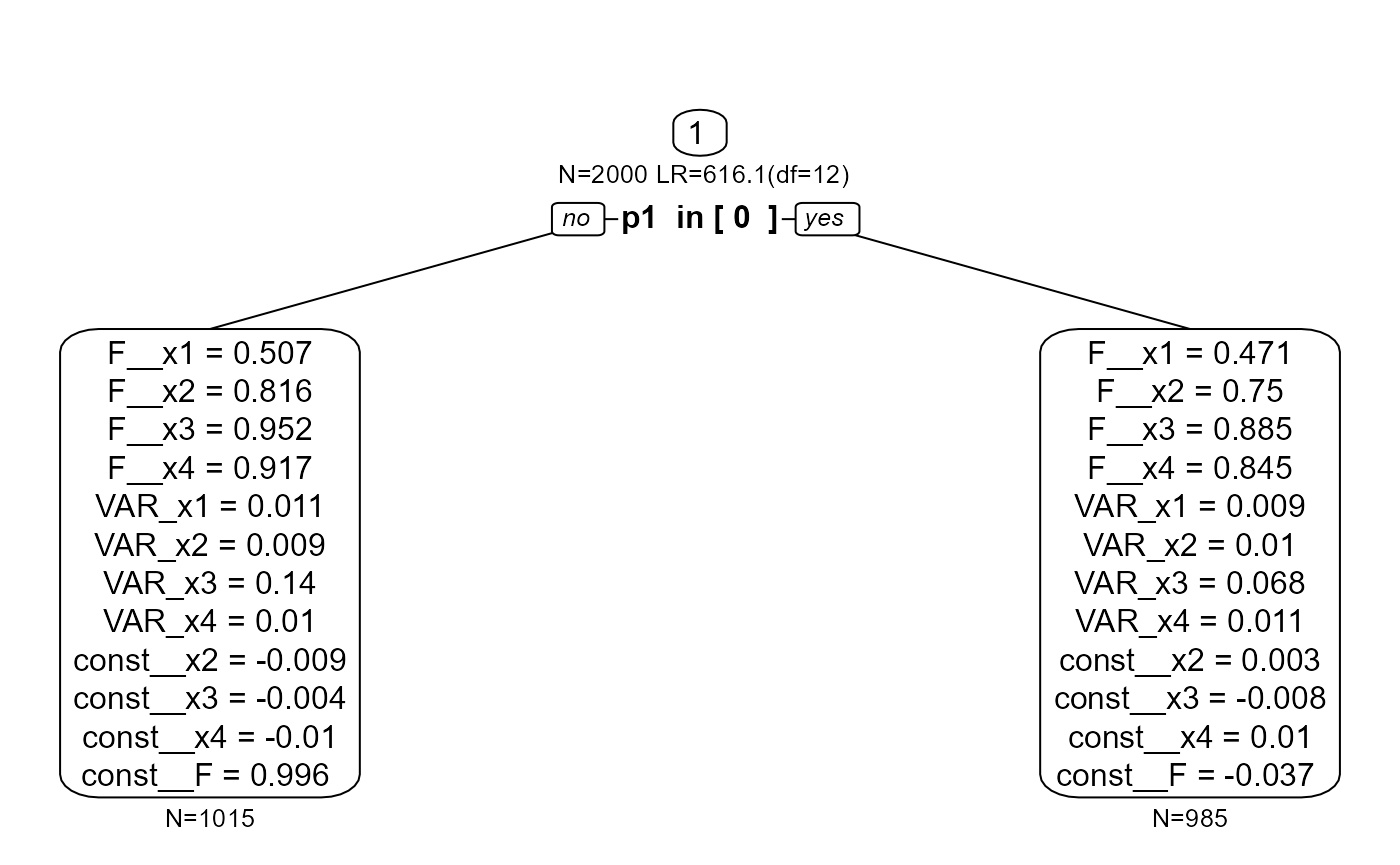 1
N=2000 LR=616.1(df=12)
no p1 in [ 0 ] yes
F__x1 = 0.507
F__x2 = 0.816
F__x3 = 0.952
F__x4 = 0.917
VAR_x1 = 0.011
VAR_x2 = 0.009
VAR_x3 = 0.14
VAR_x4 = 0.01
const__x2 = -0.009
const__x3 = -0.004
const__x4 = -0.01
const__F = 0.996
N=1015
F__x1 = 0.471
F__x2 = 0.75
F__x3 = 0.885
F__x4 = 0.845
VAR_x1 = 0.009
VAR_x2 = 0.01
VAR_x3 = 0.068
VAR_x4 = 0.011
const__x2 = 0.003
const__x3 = -0.008
const__x4 = 0.01
const__F = -0.037
N=985